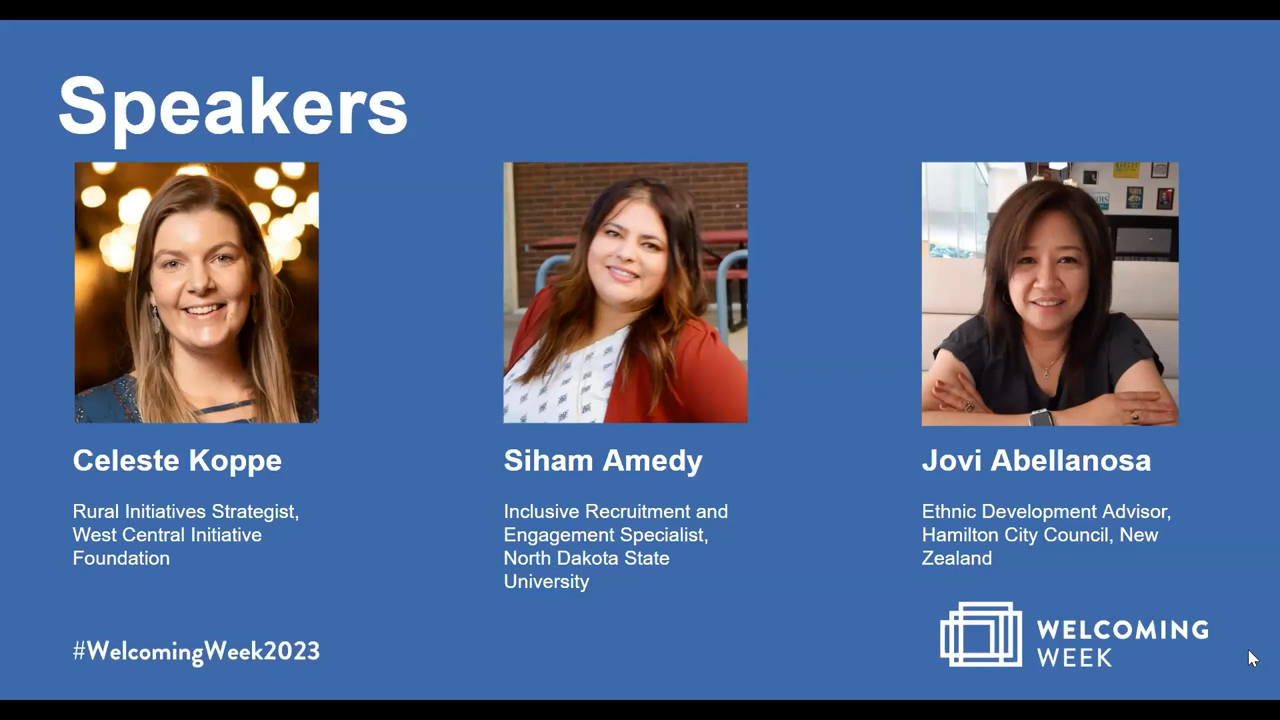 Speakers
Celeste Koppe
Rural Initiatives Strategist,
West Central Initiative
Foundation
Siham Amedy
Inclusive Recruitment and
Engagement Specialist,
North Dakota State
University
Jovi Abellanosa
Ethnic Development Advisor,
Hamilton City Council, New
Zealand
#WelcomingWeek2023
WELCOMING
WEEK